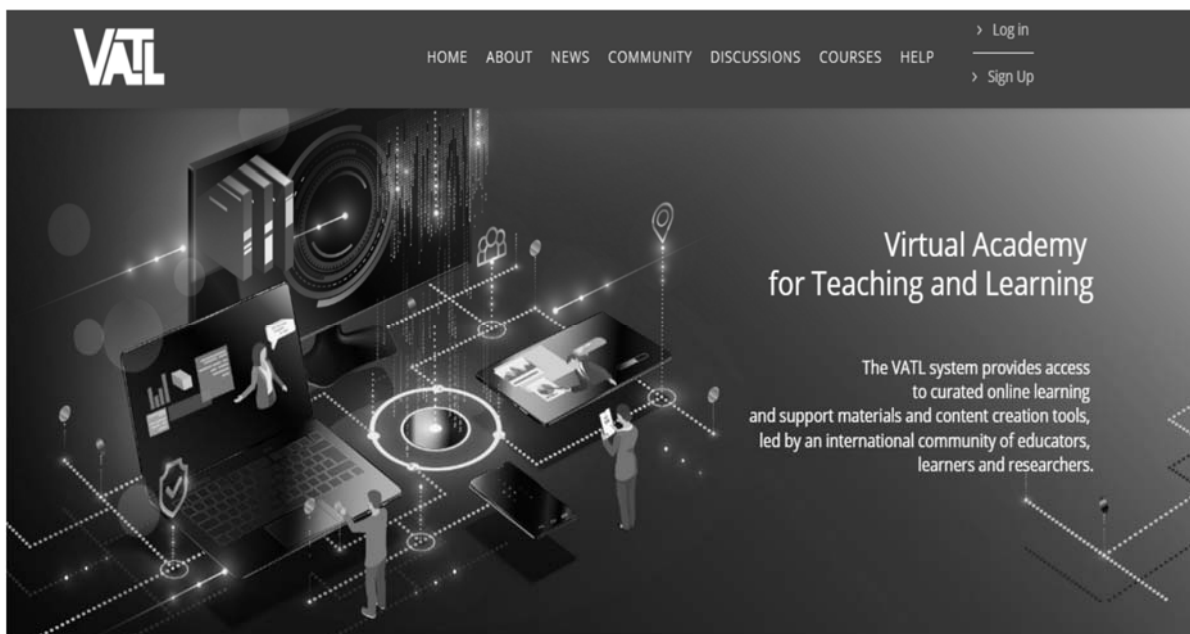 VATL
HOME ABOUT NEWS COMMUNITY DISCUSSIONS COURSES HELP
> Log in
> Sign Up
Virtual Academy
for Teaching and Learning
The VATL system provides access
to curated online learning
and support materials and content creation tools,
led by an international community of educators,
learners and researchers.